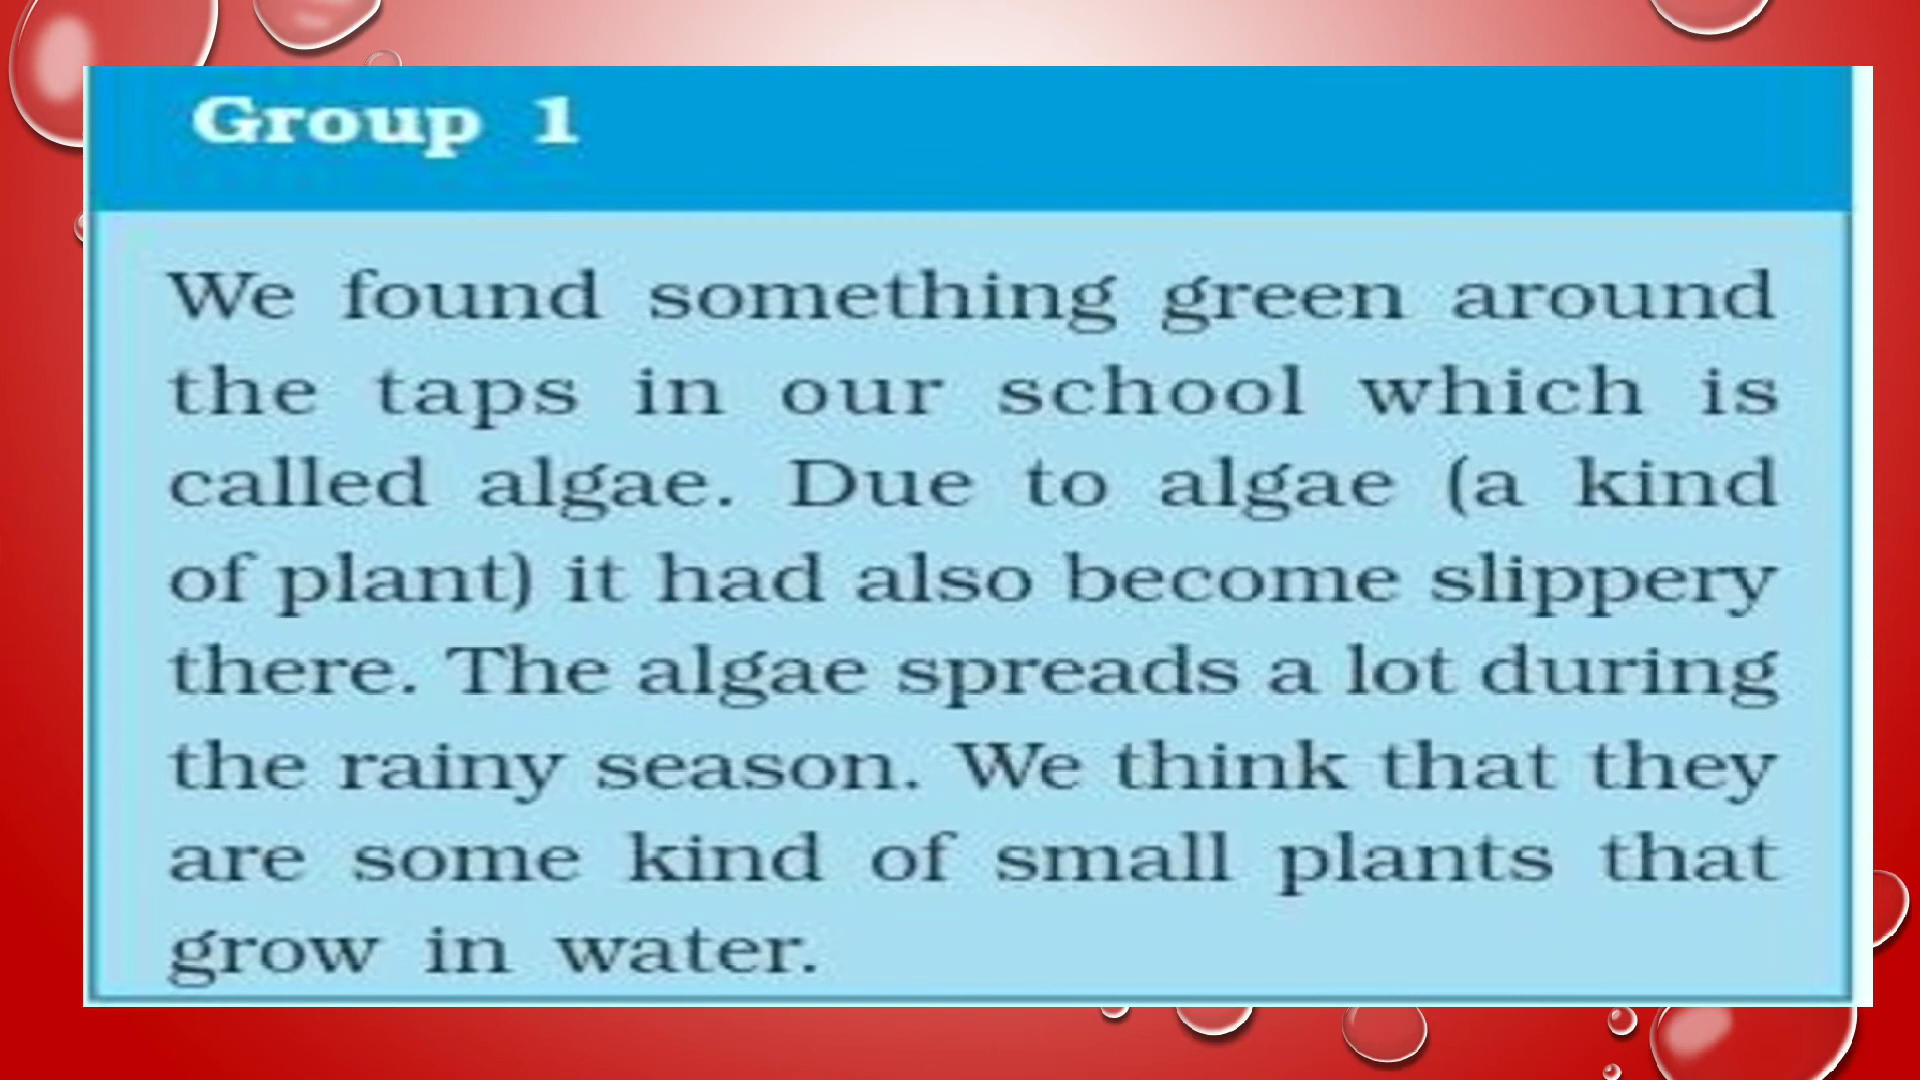 Group 1
We found something green around
the taps in our school which is
called algae. Due to algae (a kind
of plant) it had also become slippery
there. The algae spreads a lot during
the rainy season. We think that they
are some kind of small plants that
grow in water.